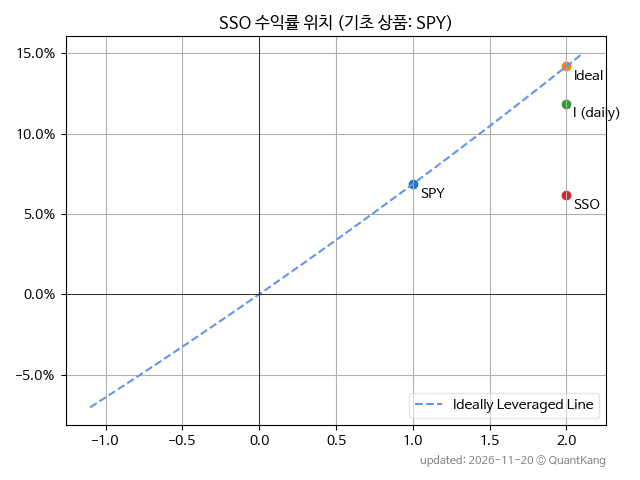 SSO 수익률 위치 (기초 상품: SPY)
15.0%
10.0%
5.0%
0.0%
−5.0%
Ideal
I (daily)
SPY
SSO
Ideally Leveraged Line
−1.0 −0.5 0.0 0.5 1.0 1.5 2.0
updated: 2026-11-20 © QuantKang